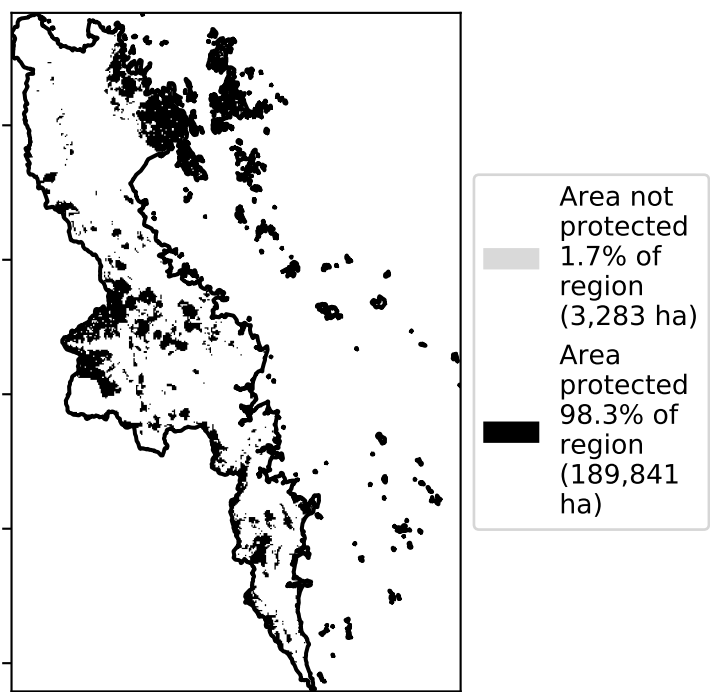 Area not
protected
1.7% of
region
(3,283 ha)
Area
protected
98.3% of
region
(189,841
ha)